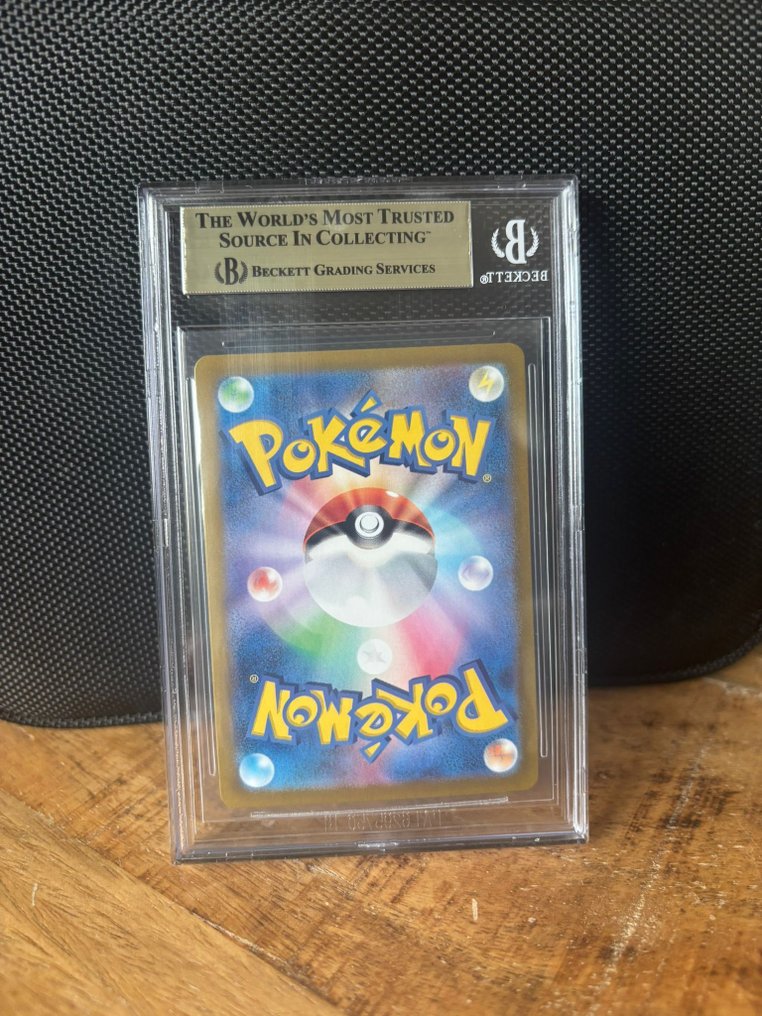 THE WORLD'S MOST TRUSTED
SOURCE IN COLLECTING™
B BECKETT GRADING SERVICES
B
BECKETT®
POKéMON®
POKéMON®